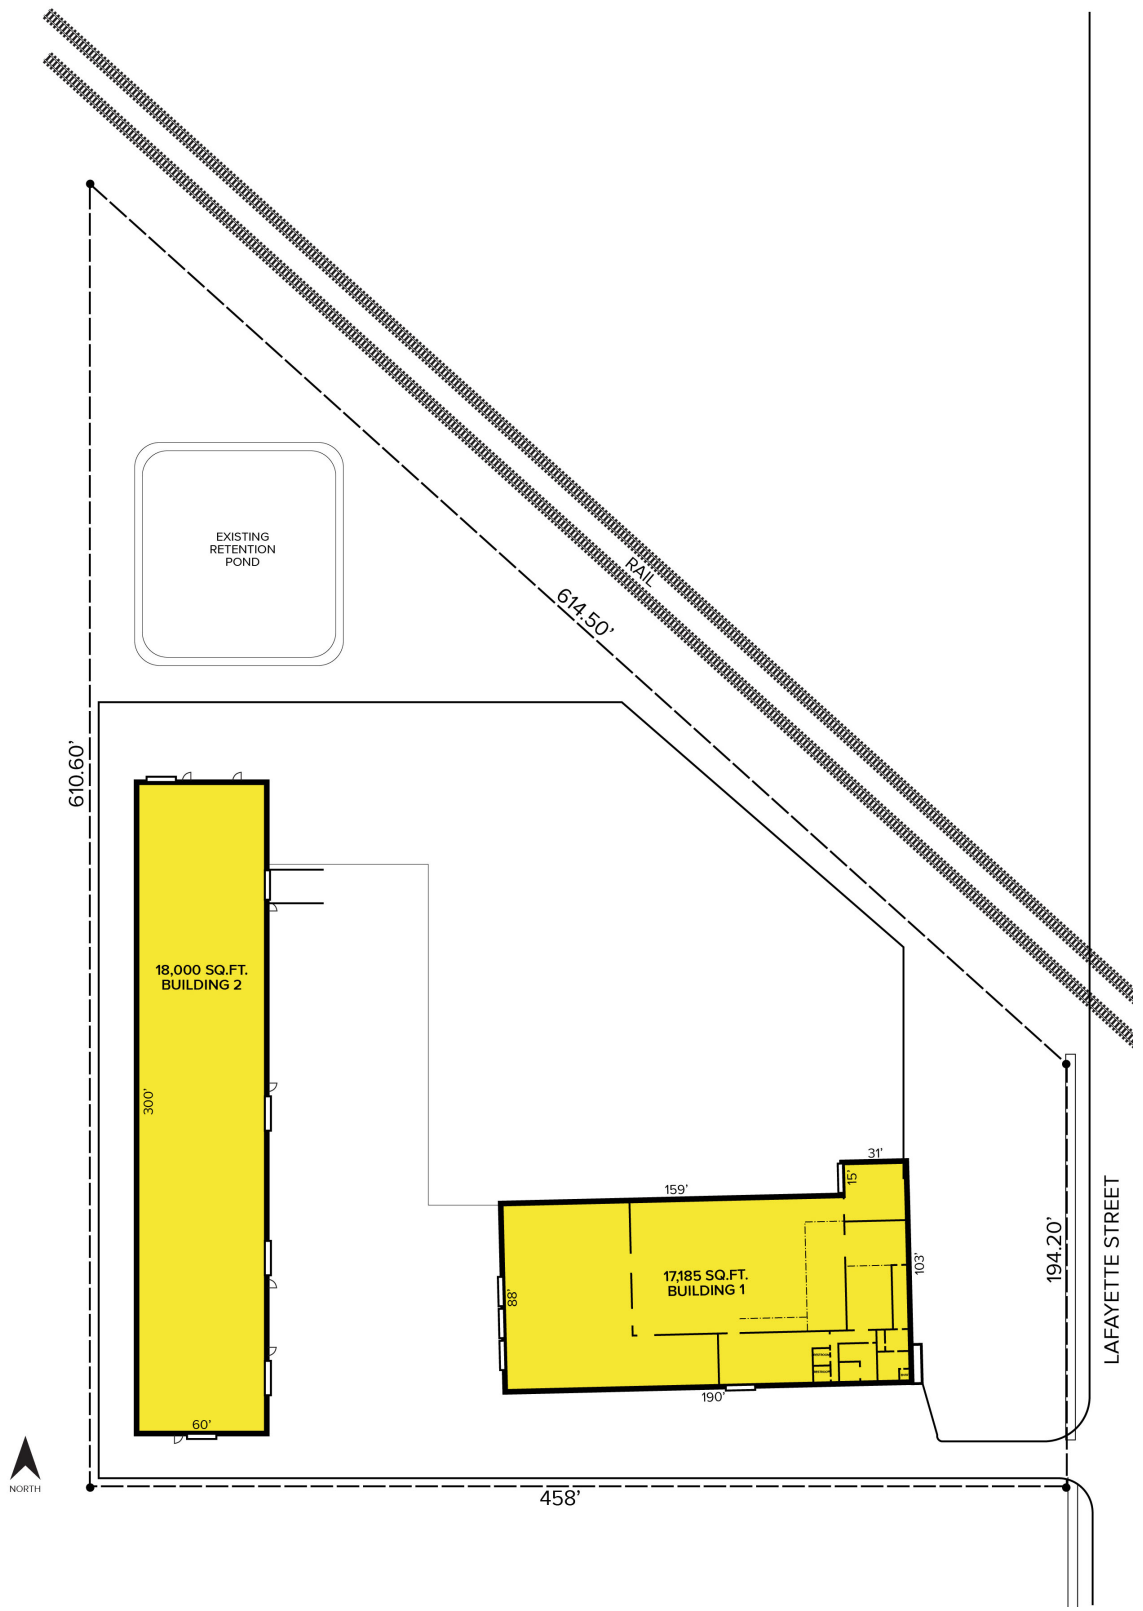 EXISTING
RETENTION
POND
RAIL
614.50’
610.60’
18,000 SQ.FT.
BUILDING 2
300’
60’
31’
15’
159’
103’
17,185 SQ.FT.
BUILDING 1
88’
190’
194.20’
LAFAYETTE STREET
NORTH
458’